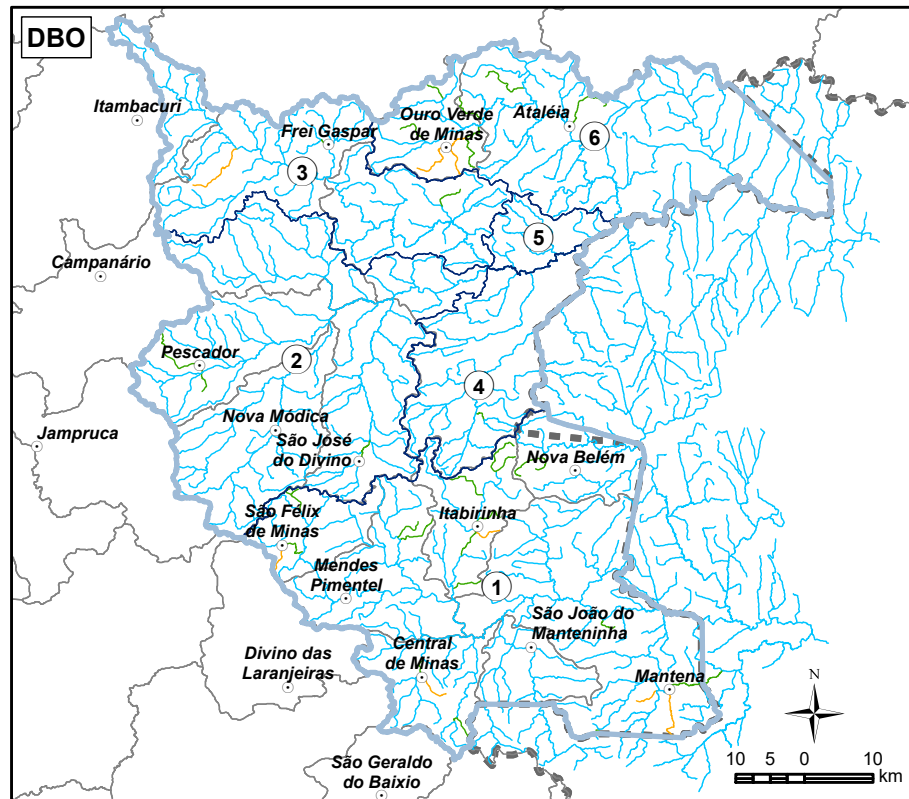 DBO
Itambacuri
Frei Gaspar
Ouro Verde
de Minas
Ataléia
6
3
5
Campanário
Pescador
2
4
Nova Módica
Jampruca
São José
do Divino
Nova Belém
São Félix
de Minas
Itabirinha
Mendes
Pimentel
1
São João do
Manteninha
Divino das
Laranjeiras
Central
de Minas
Mantena
N
São Geraldo
do Baixio
10 5 0 10
km